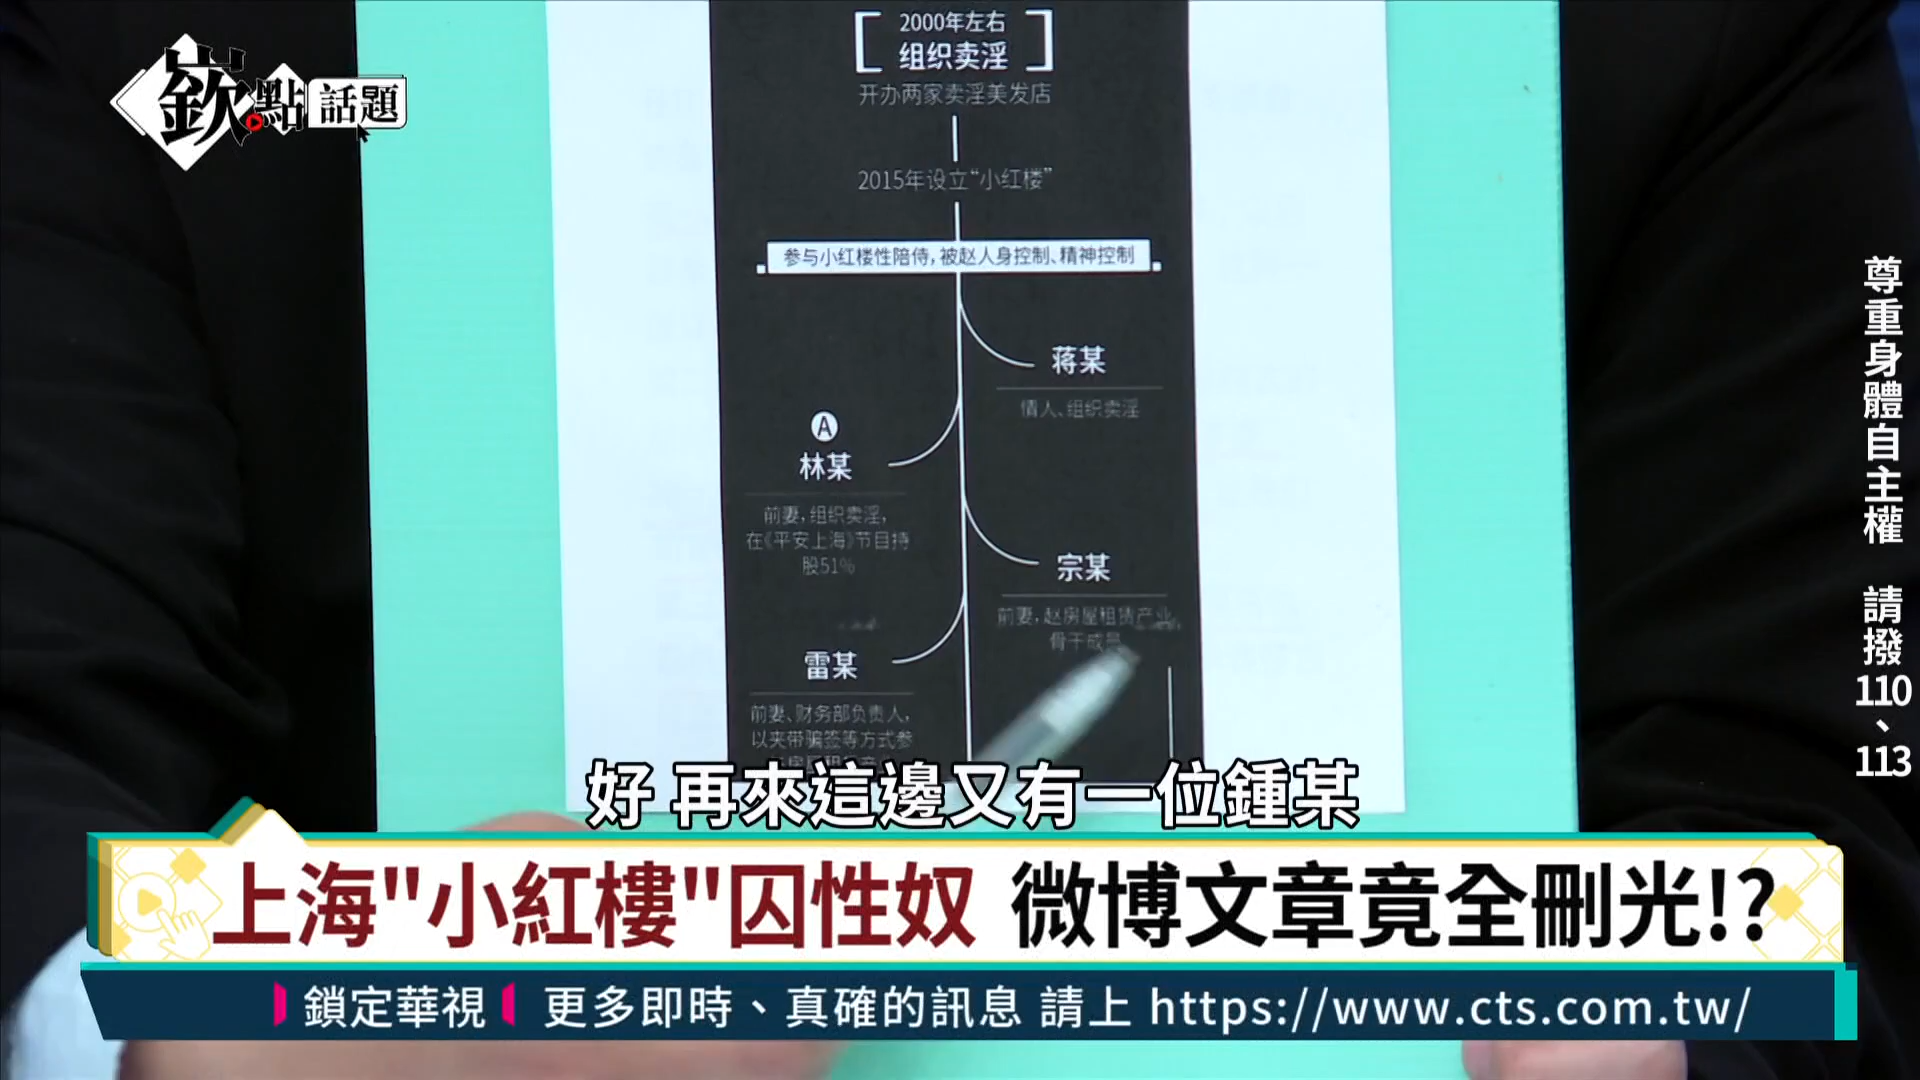 嶔點話題
2000年左右
组织卖淫
开办两家卖淫美发店
2015年设立“小红楼”
参与小红楼性陪侍,被赵人身控制、精神控制
蒋某
情人、组织卖淫
A
林某
前妻,组织卖淫,
在《平安上海》节目持
股51%
宗某
前妻,赵房屋租赁产业
骨干成员
雷某
前妻、财务部负责人,
以夹带骗签等方式参
尊重身體自主權 請撥110、113
好 再來這邊又有一位鍾某
上海"小紅樓"囚性奴 微博文章竟全刪光!?
鎖定華視 更多即時、真確的訊息 請上 https://www.cts.com.tw/